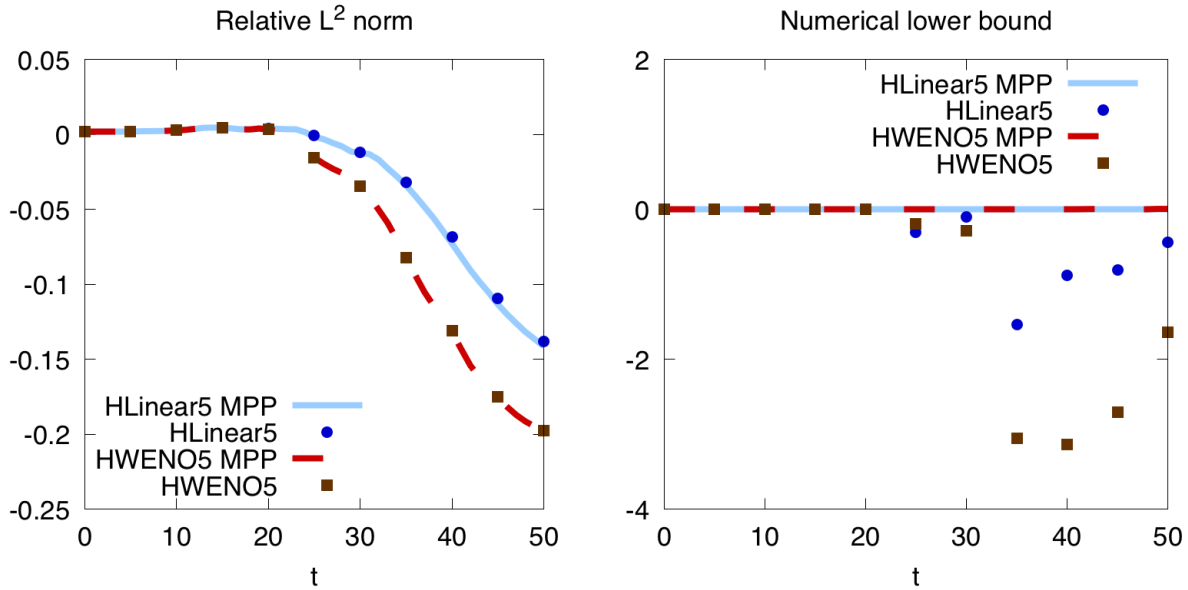 Relative L² norm
0.05
0
-0.05
-0.1
-0.15
-0.2
-0.25
HLinear5 MPP
HLinear5
HWENO5 MPP
HWENO5
0 10 20 30 40 50
t
Numerical lower bound
2
0
-2
-4
HLinear5 MPP
HLinear5
HWENO5 MPP
HWENO5
0 10 20 30 40 50
t